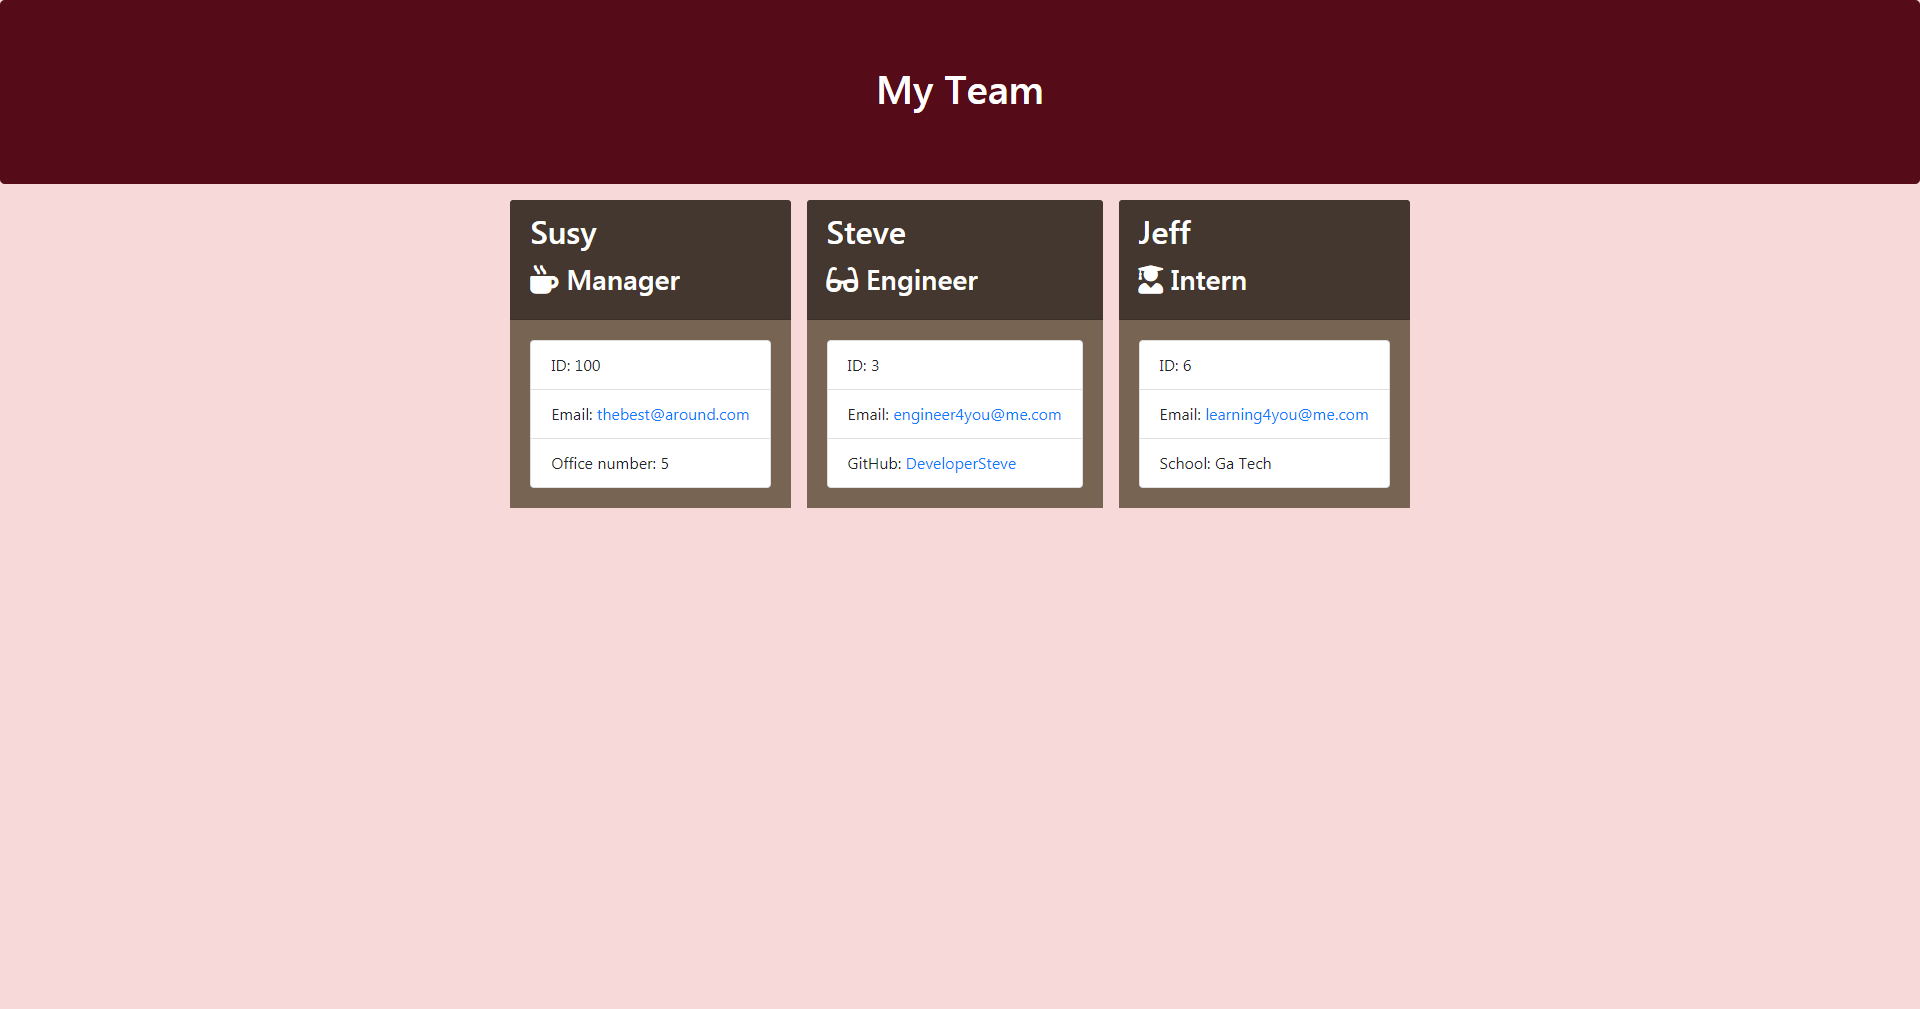 My Team
Susy
Manager
ID: 100
Email: thebest@around.com
Office number: 5
Steve
Engineer
ID: 3
Email: engineer4you@me.com
GitHub: DeveloperSteve
Jeff
Intern
ID: 6
Email: learning4you@me.com
School: Ga Tech